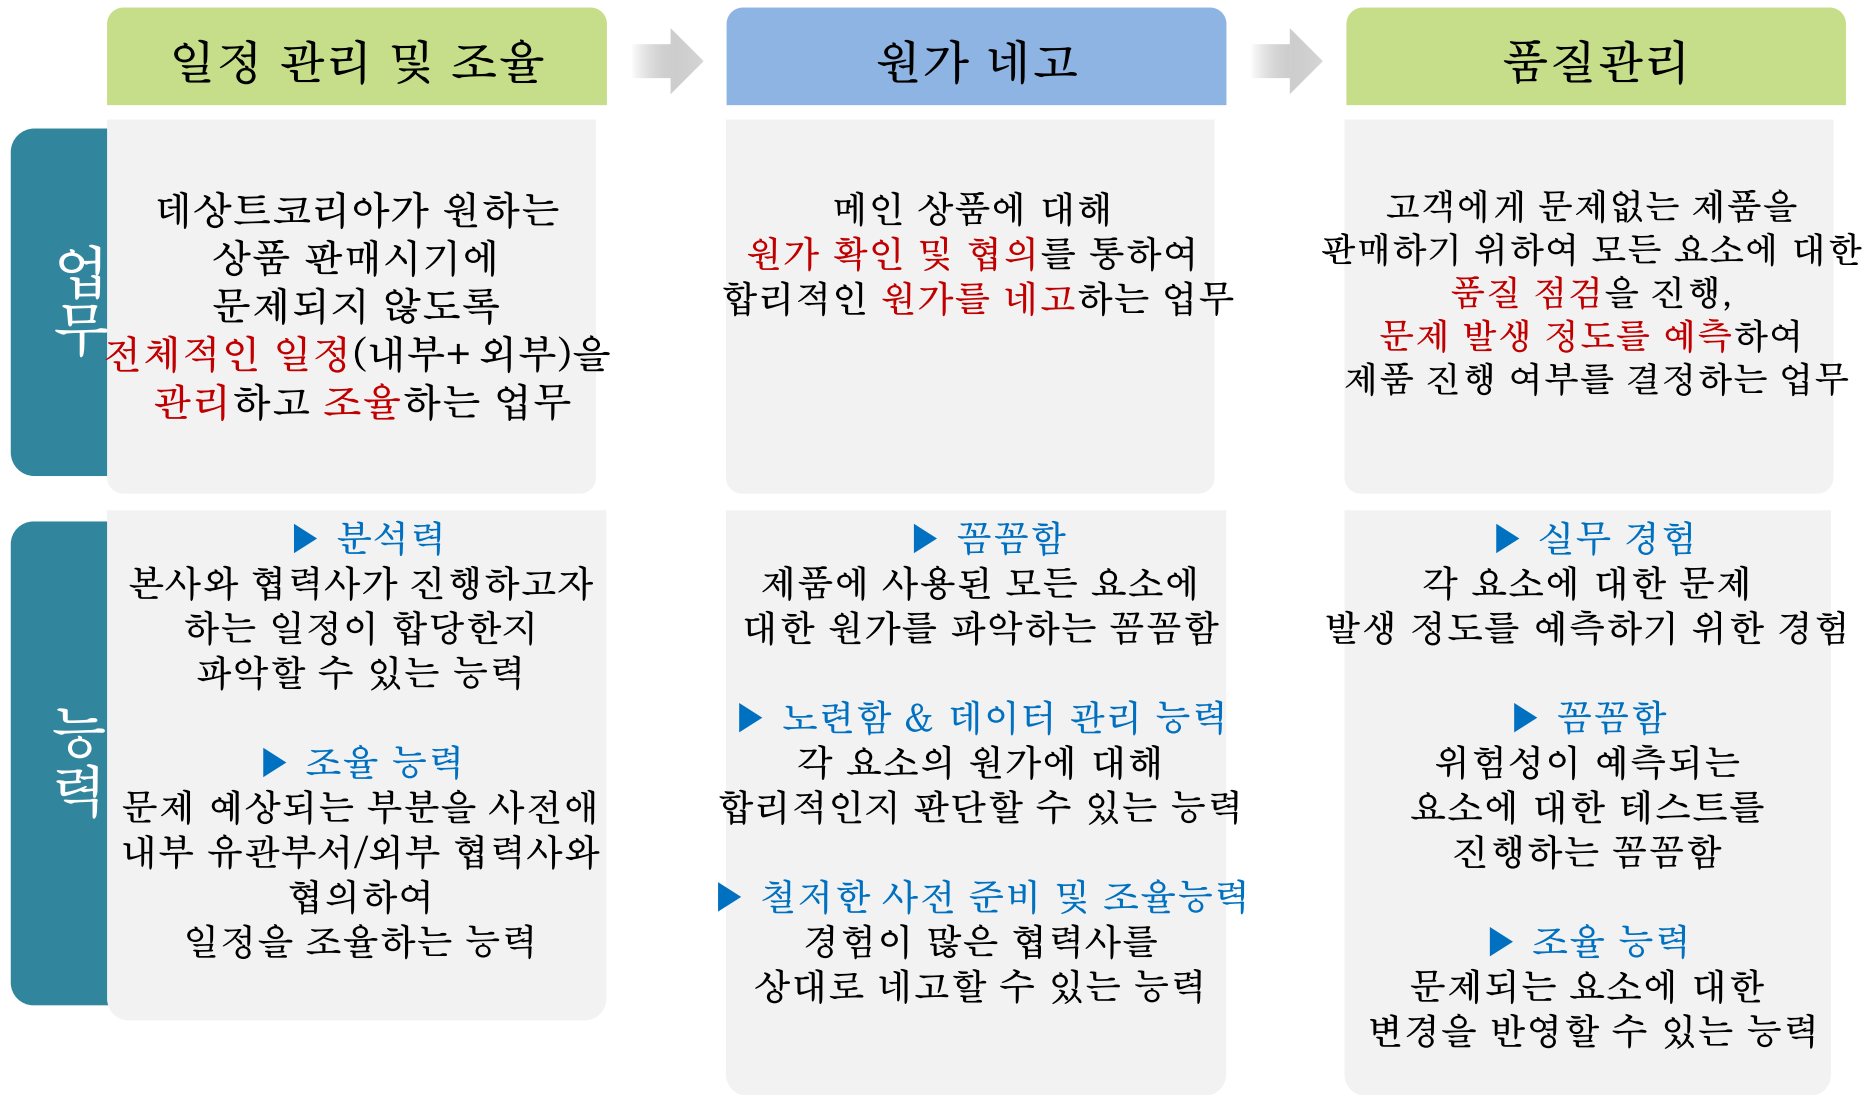 일정 관리 및 조율
원가 네고
품질관리
업무
데상트코리아가 원하는
상품 판매시기에
문제되지 않도록
전체적인 일정(내부+ 외부)을
관리하고 조율하는 업무
메인 상품에 대해
원가 확인 및 협의를 통하여
합리적인 원가를 네고하는 업무
고객에게 문제없는 제품을
판매하기 위하여 모든 요소에 대한
품질 점검을 진행,
문제 발생 정도를 예측하여
제품 진행 여부를 결정하는 업무
능력
▶ 분석력
본사와 협력사가 진행하고자
하는 일정이 합당한지
파악할 수 있는 능력
▶ 조율 능력
문제 예상되는 부분을 사전애
내부 유관부서/외부 협력사와
협의하여
일정을 조율하는 능력
▶ 꼼꼼함
제품에 사용된 모든 요소에
대한 원가를 파악하는 꼼꼼함
▶ 노련함 & 데이터 관리 능력
각 요소의 원가에 대해
합리적인지 판단할 수 있는 능력
▶ 철저한 사전 준비 및 조율능력
경험이 많은 협력사를
상대로 네고할 수 있는 능력
▶ 실무 경험
각 요소에 대한 문제
발생 정도를 예측하기 위한 경험
▶ 꼼꼼함
위험성이 예측되는
요소에 대한 테스트를
진행하는 꼼꼼함
▶ 조율 능력
문제되는 요소에 대한
변경을 반영할 수 있는 능력